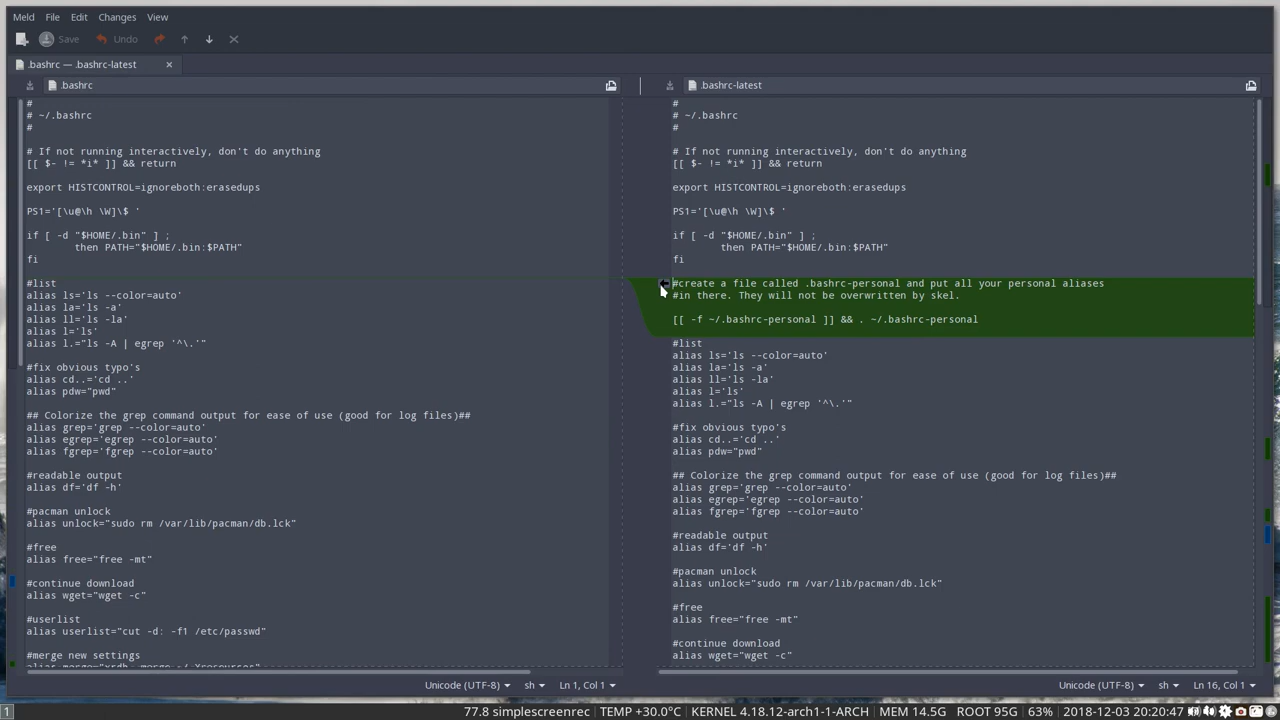 Meld File Edit Changes View
Save Undo
.bashrc — .bashrc-latest
.bashrc
#
# ~/.bashrc
#
# If not running interactively, don't do anything
[[ $- != *i* ]] && return
export HISTCONTROL=ignoreboth:erasedups
PS1='[\u@\h \W]\$ '
if [ -d "$HOME/.bin" ] ;
then PATH="$HOME/.bin:$PATH"
fi
#list
alias ls='ls --color=auto'
alias la='ls -a'
alias ll='ls -la'
alias l='ls'
alias l.="ls -A | egrep '^\.'"
#fix obvious typo's
alias cd..='cd ..'
alias pdw="pwd"
## Colorize the grep command output for ease of use (good for log files)##
alias grep='grep --color=auto'
alias egrep='egrep --color=auto'
alias fgrep='fgrep --color=auto'
#readable output
alias df='df -h'
#pacman unlock
alias unlock="sudo rm /var/lib/pacman/db.lck"
#free
alias free="free -mt"
#continue download
alias wget="wget -c"
#userlist
alias userlist="cut -d: -f1 /etc/passwd"
#merge new settings
alias merge="xrdb -merge ~/.Xresources"
Unicode (UTF-8) sh Ln 1, Col 1
.bashrc-latest
#
# ~/.bashrc
#
# If not running interactively, don't do anything
[[ $- != *i* ]] && return
export HISTCONTROL=ignoreboth:erasedups
PS1='[\u@\h \W]\$ '
if [ -d "$HOME/.bin" ] ;
then PATH="$HOME/.bin:$PATH"
fi
#create a file called .bashrc-personal and put all your personal aliases
#in there. They will not be overwritten by skel.
[[ -f ~/.bashrc-personal ]] && . ~/.bashrc-personal
#list
alias ls='ls --color=auto'
alias la='ls -a'
alias ll='ls -la'
alias l='ls'
alias l.="ls -A | egrep '^\.'"
#fix obvious typo's
alias cd..='cd ..'
alias pdw="pwd"
## Colorize the grep command output for ease of use (good for log files)##
alias grep='grep --color=auto'
alias egrep='egrep --color=auto'
alias fgrep='fgrep --color=auto'
#readable output
alias df='df -h'
#pacman unlock
alias unlock="sudo rm /var/lib/pacman/db.lck"
#free
alias free="free -mt"
#continue download
alias wget="wget -c"
Unicode (UTF-8) sh Ln 16, Col 1
1 77.8 simplescreenrec TEMP +30.0°C KERNEL 4.18.12-arch1-1-ARCH MEM 14.5G ROOT 95G 63% 2018-12-03 20:20:47